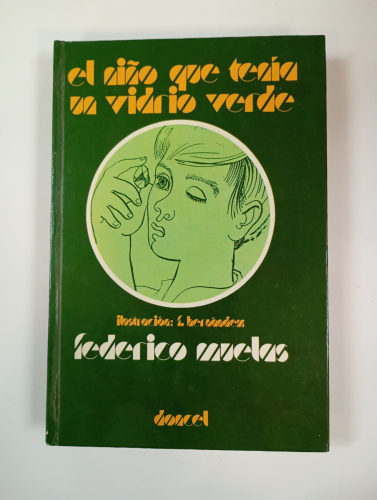 el niño que tenía
un vidrio verde
ilustración: f. hernández
federico muelas
doncel